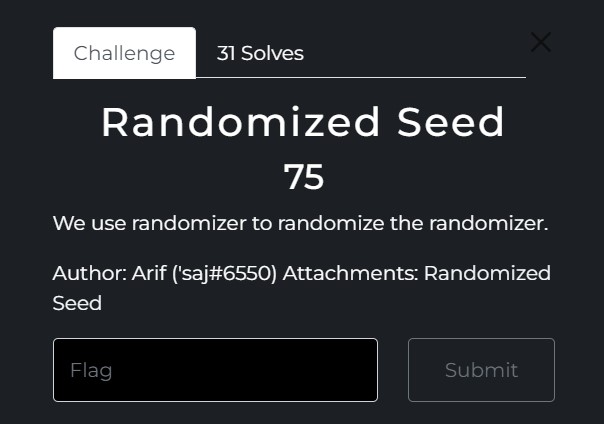 Challenge 31 Solves
Randomized Seed
75
We use randomizer to randomize the randomizer.
Author: Arif ('saj#6550) Attachments: Randomized
Seed
Flag Submit